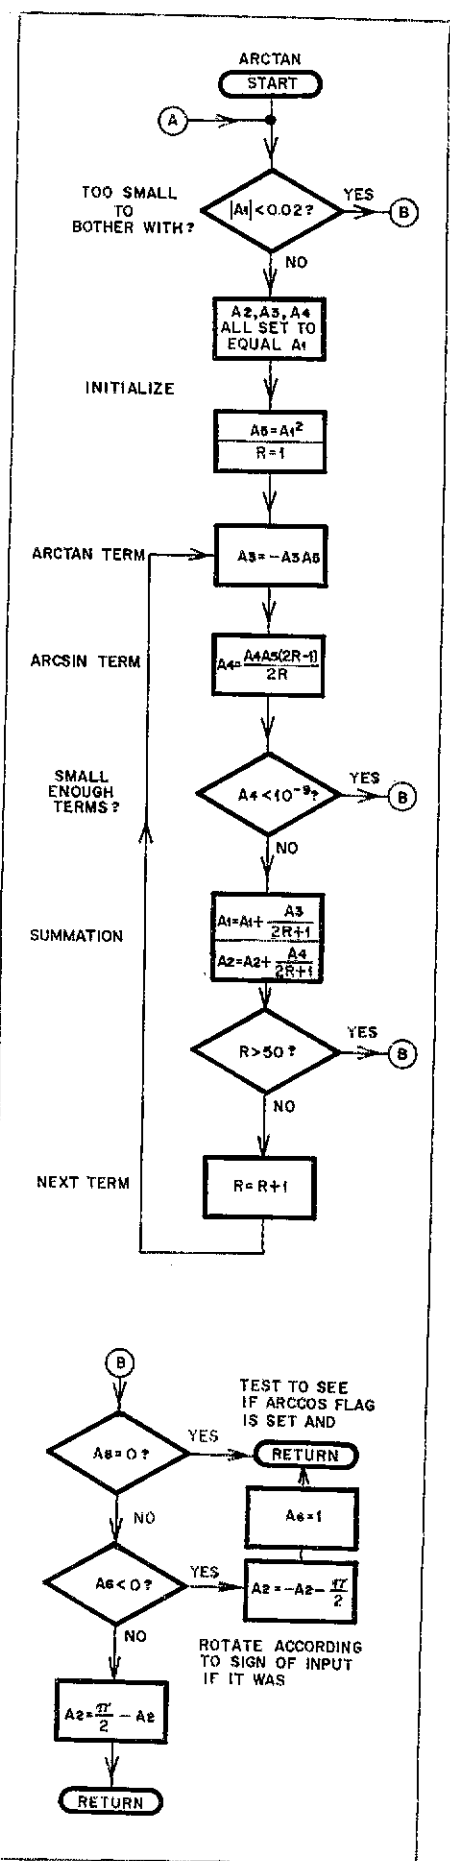 ARCTAN
START
A
TOO SMALL
TO
BOTHER WITH?
|A1|<0.02?
YES
B
NO
A2,A3,A4
ALL SET TO
EQUAL A1
INITIALIZE
A5=A1²
R=1
ARCTAN TERM
A3=-A3A5
ARCSIN TERM
A4=A4A5(2R-1)
2R
SMALL
ENOUGH
TERMS?
A4<10⁻⁹?
YES
B
NO
SUMMATION
A1=A1+ A3
2R+1
A2=A2+ A4
2R+1
R>50?
YES
B
NO
NEXT TERM
R=R+1
B
TEST TO SEE
IF ARCCOS FLAG
IS SET AND
A8=0?
YES
RETURN
NO
A6=1
A6<0?
YES
A2=-A2-π
2
NO
ROTATE ACCORDING
TO SIGN OF INPUT
IF IT WAS
A2=π - A2
2
RETURN